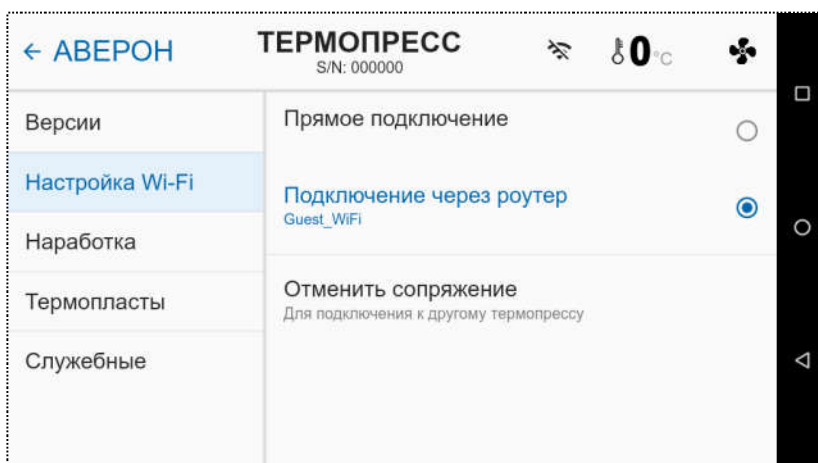 ← АВЕРОН
ТЕРМОПРЕСС
S/N: 000000
0 °C
Версии
Настройка Wi-Fi
Наработка
Термопласты
Служебные
Прямое подключение
Подключение через роутер
Guest_WiFi
Отменить сопряжение
Для подключения к другому термопрессу